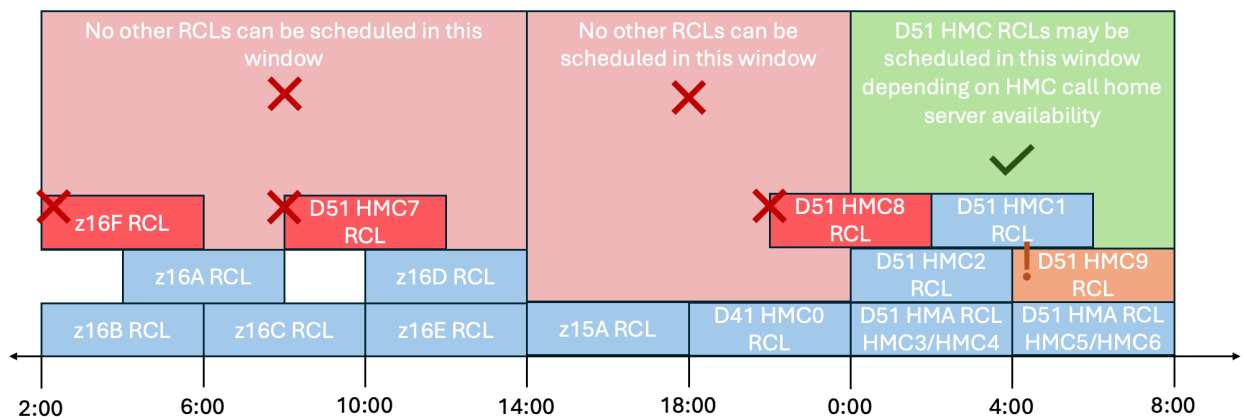 No other RCLs can be scheduled in this
window
No other RCLs can be
scheduled in this window
D51 HMC RCLs may be
scheduled in this window
depending on HMC call home
server availability
z16F RCL
D51 HMC7
RCL
D51 HMC8
RCL
D51 HMC1
RCL
z16A RCL
z16D RCL
D51 HMC2
RCL
!
D51 HMC9
RCL
z16B RCL
z16C RCL
z16E RCL
z15A RCL
D41 HMC0
RCL
D51 HMA RCL
HMC3/HMC4
D51 HMA RCL
HMC5/HMC6
2:00
6:00
10:00
14:00
18:00
0:00
4:00
8:00